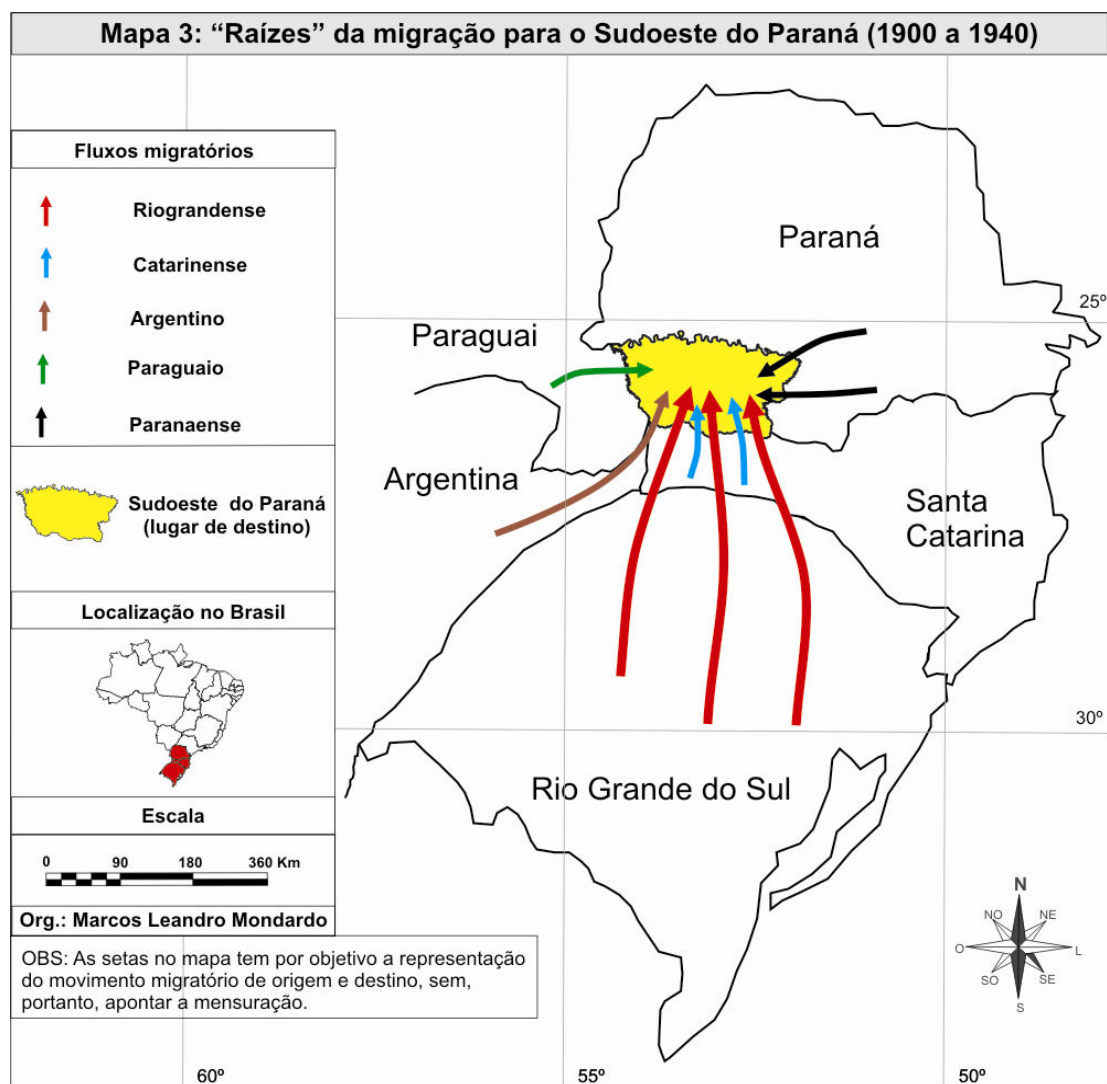 Mapa 3: “Raízes” da migração para o Sudoeste do Paraná (1900 a 1940)
Fluxos migratórios
Riograndense
Catarinense
Argentino
Paraguaio
Paranaense
Sudoeste do Paraná
(lugar de destino)
Localização no Brasil
Escala
0 90 180 360 Km
Org.: Marcos Leandro Mondardo
OBS: As setas no mapa tem por objetivo a representação
do movimento migratório de origem e destino, sem,
portanto, apontar a mensuração.
Paraná
25º
Paraguai
Argentina
Santa
Catarina
30º
Rio Grande do Sul
N
NO NE
O L
SO SE
S
60º 55º 50º